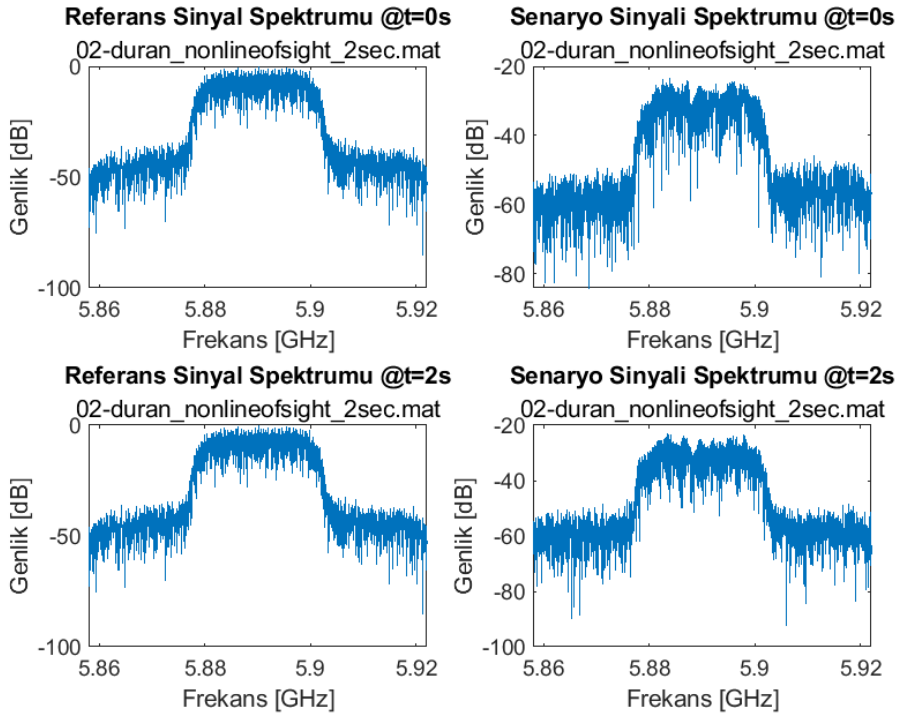 Referans Sinyal Spektrumu @t=0s
02-duran_nonlineofsight_2sec.mat
0
-50
-100
Genlik [dB]
5.86 5.88 5.9 5.92
Frekans [GHz]
Senaryo Sinyali Spektrumu @t=0s
02-duran_nonlineofsight_2sec.mat
-20
-40
-60
-80
Genlik [dB]
5.86 5.88 5.9 5.92
Frekans [GHz]
Referans Sinyal Spektrumu @t=2s
02-duran_nonlineofsight_2sec.mat
0
-50
-100
Genlik [dB]
5.86 5.88 5.9 5.92
Frekans [GHz]
Senaryo Sinyali Spektrumu @t=2s
02-duran_nonlineofsight_2sec.mat
-20
-40
-60
-80
-100
Genlik [dB]
5.86 5.88 5.9 5.92
Frekans [GHz]